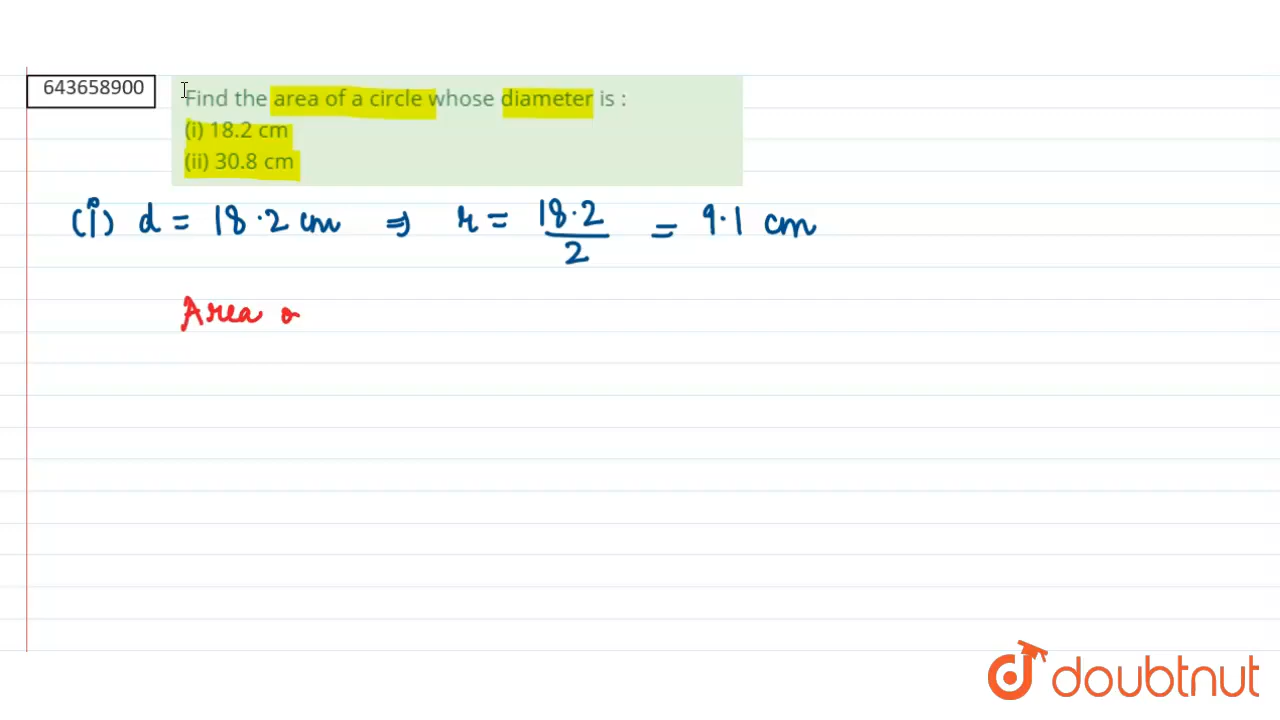 643658900
Find the area of a circle whose diameter is :
(i) 18.2 cm
(ii) 30.8 cm
(i) d = 18.2 cm ⇒ r = 18.2/2 = 9.1 cm
Area o
doubtnut